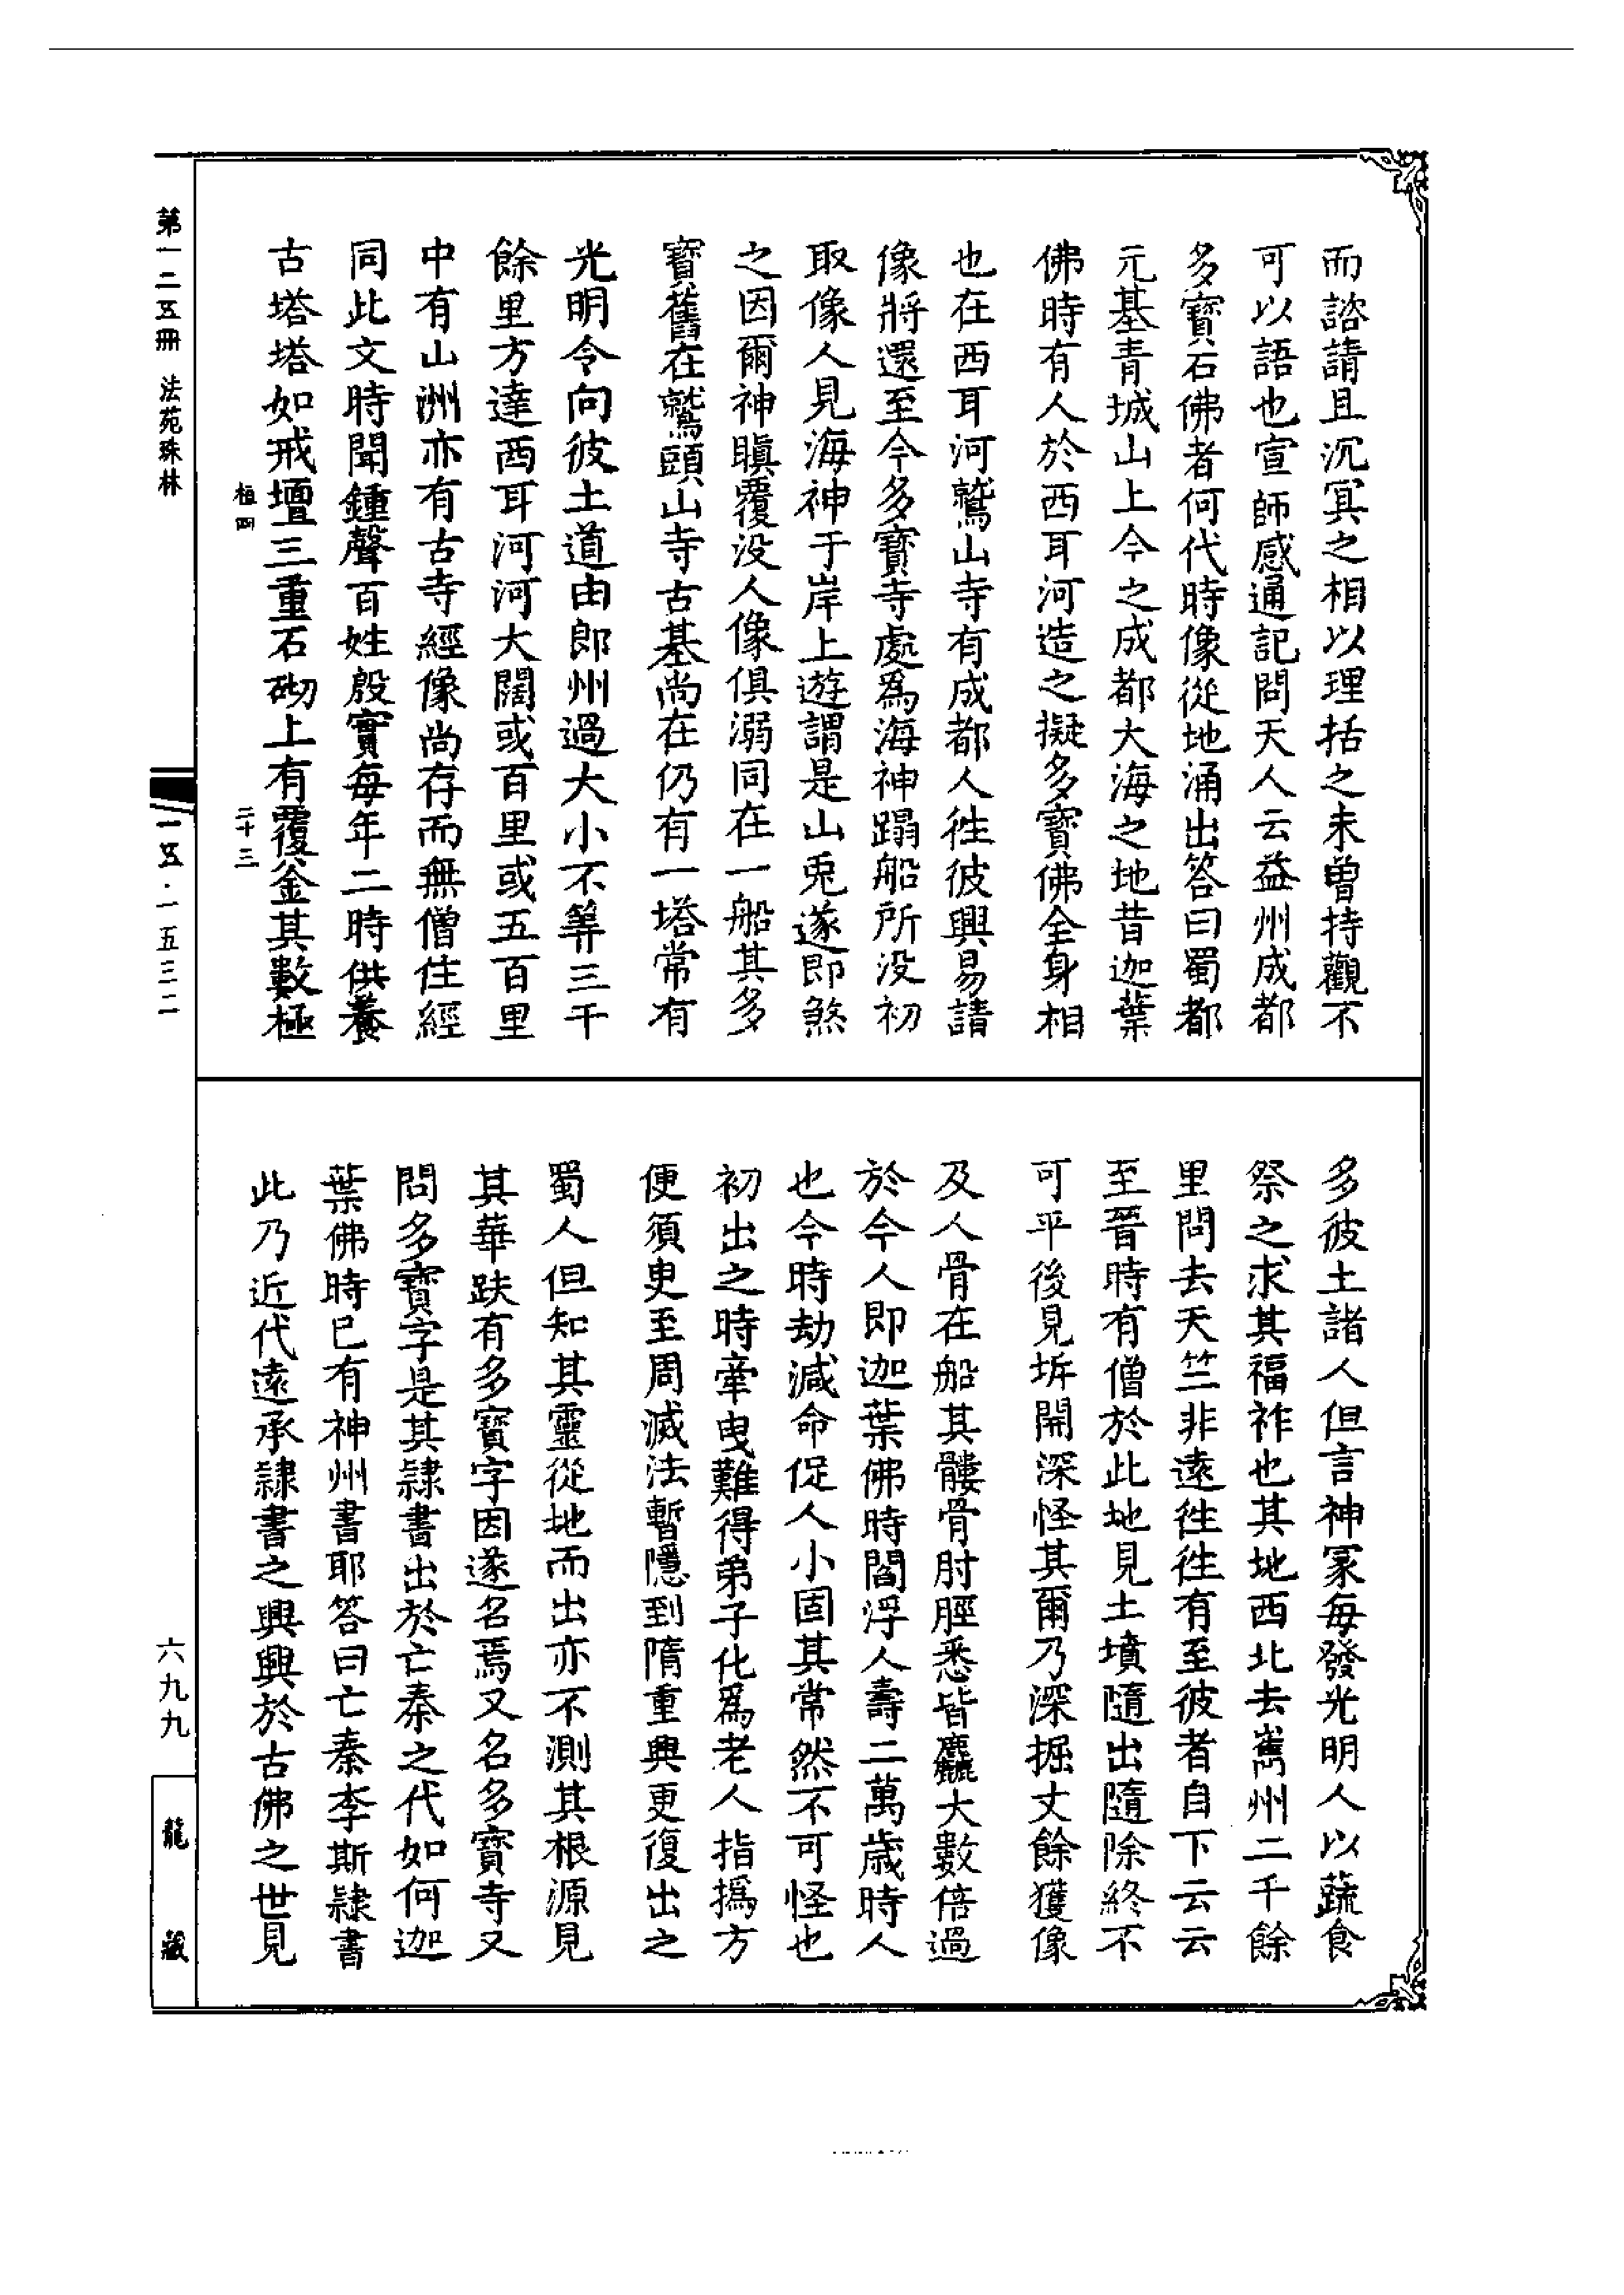 而諮請且沉冥之相以理括之未曾持觀不
可以語也宣師感通記問天人云益州成都
多寶石佛者何代時像從地涌出答曰蜀都
元基青城山上今之成都大海之地昔迦葉
佛時有人於西耳河造之擬多寶佛全身相
也在西耳河鷲山寺有成都人徃彼興易請
像將還至今多寶寺處爲海神蹋船所没初
取像人見海神于岸上遊謂是山兎遂即煞
之因爾神瞋覆没人像俱溺同在一船其多
寶舊在鷲頭山寺古基尚在仍有一塔常有
光明令向彼土道由郎州過大小不等三千
餘里方達西耳河河大闊或百里或五百里
中有山洲亦有古寺經像尚存而無僧住經
同此文時聞鍾聲百姓殷實每年二時供養
古塔塔如戒壇三重石砌上有覆釜其數極
桓四
二十三
多彼土諸人但言神冢每發光明人以蔬食
祭之求其福祚也其地西北去嶲州二千餘
里問去天竺非遠徃徃有至彼者自下云云
至晉時有僧於此地見土墳隨出隨除終不
可平後見坼開深怪其爾乃深掘丈餘獲像
及人骨在船其髏骨肘脛悉皆麤大數倍過
於今人即迦葉佛時閻浮人壽二萬歲時人
也今時劫減命促人小固其常然不可怪也
初出之時牽曳難得弟子化爲老人指撝方
便須更至周滅法暫隱到隋重興更復出之
蜀人但知其靈從地而出亦不測其根源見
其華趺有多寶字因遂名焉又名多寶寺又
問多寶字是其隷書出於亡秦之代如何迦
葉佛時已有神州書耶答曰亡秦李斯隷書
此乃近代遠承隷書之興興於古佛之世見
第一二五冊 法苑珠林
一五·一五三二
六九九
龍藏